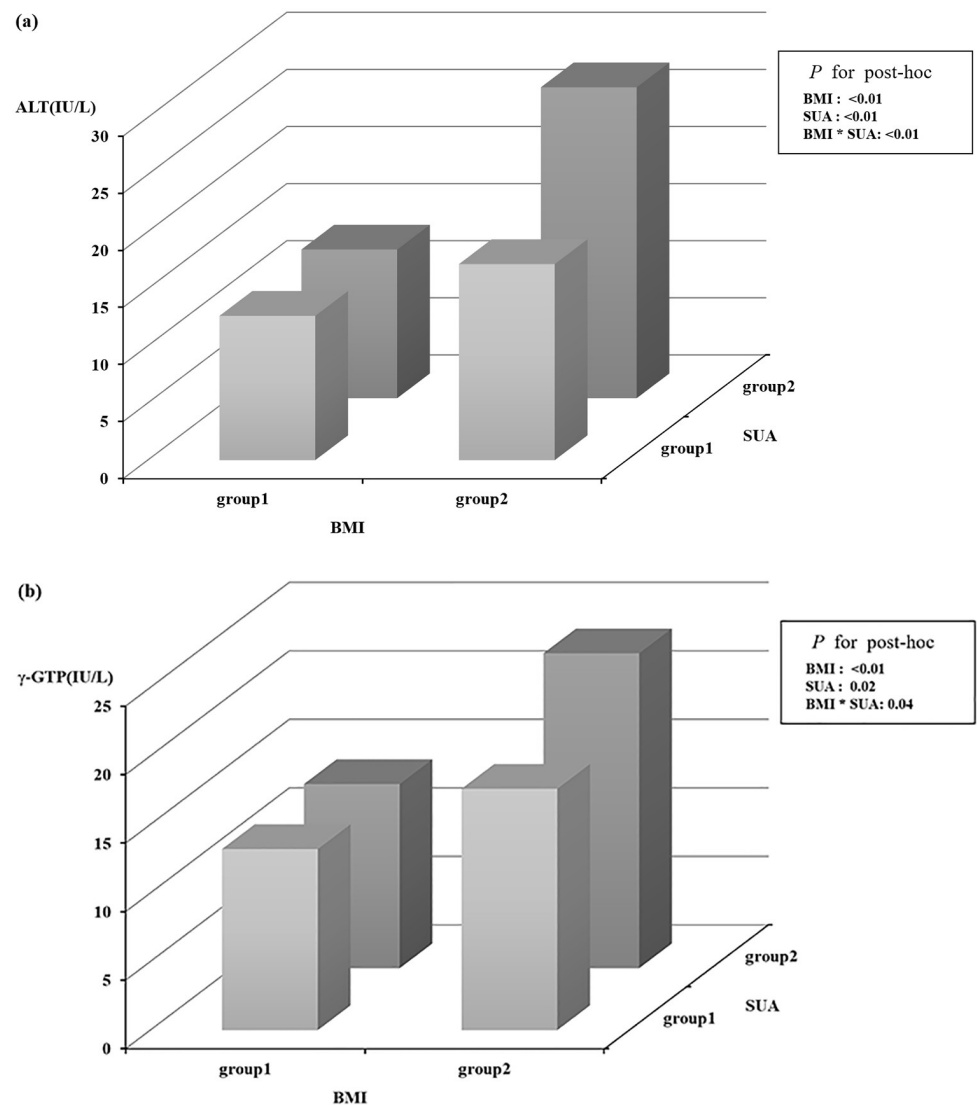 (a)
ALT(IU/L)
30
25
20
15
10
5
0
group1
group2
BMI
group1
group2
SUA
P for post-hoc
BMI : <0.01
SUA : <0.01
BMI * SUA: <0.01
(b)
γ-GTP(IU/L)
25
20
15
10
5
0
group1
group2
BMI
group1
group2
SUA
P for post-hoc
BMI : <0.01
SUA : 0.02
BMI * SUA: 0.04